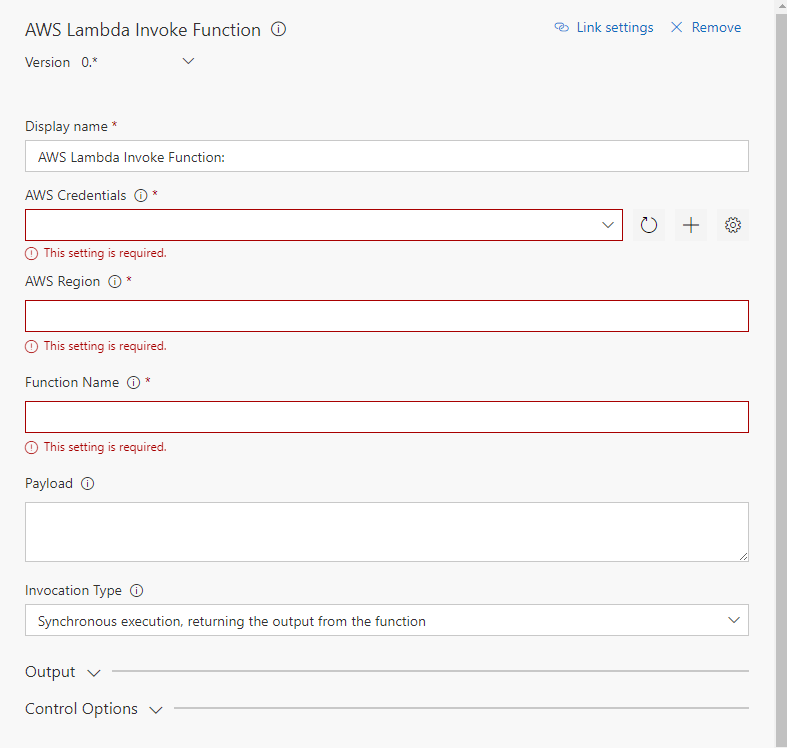 AWS Lambda Invoke Function
Link settings
Remove
Version 0.*
Display name *
AWS Lambda Invoke Function:
AWS Credentials *
This setting is required.
AWS Region *
This setting is required.
Function Name *
This setting is required.
Payload
Invocation Type
Synchronous execution, returning the output from the function
Output
Control Options